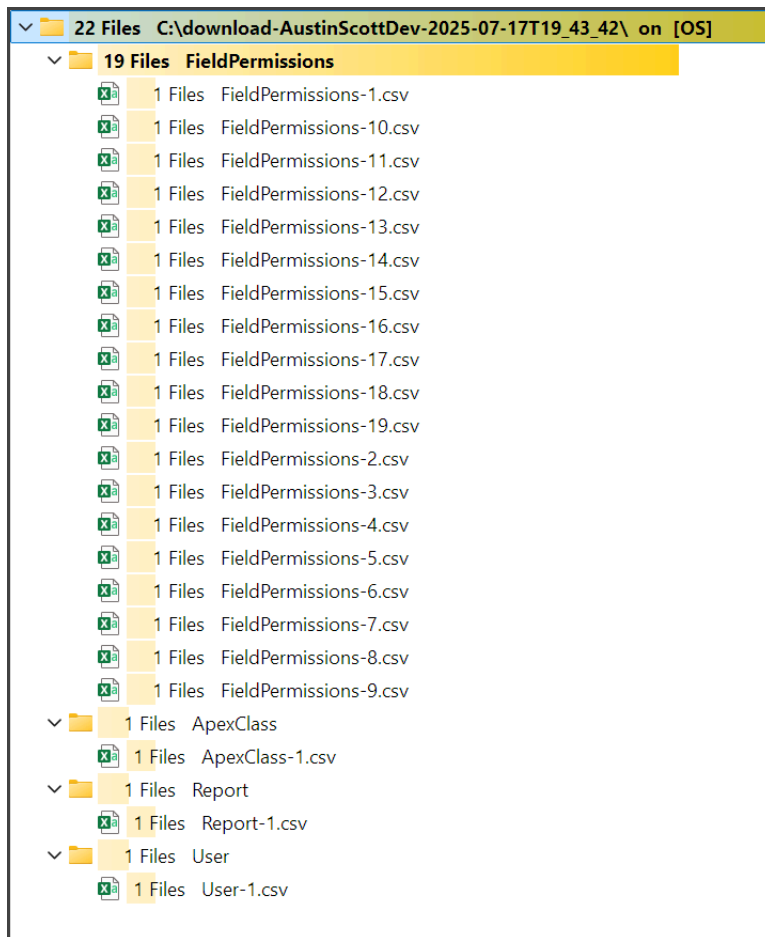 22 Files C:\download-AustinScottDev-2025-07-17T19_43_42\ on [OS]
19 Files FieldPermissions
1 Files FieldPermissions-1.csv
1 Files FieldPermissions-10.csv
1 Files FieldPermissions-11.csv
1 Files FieldPermissions-12.csv
1 Files FieldPermissions-13.csv
1 Files FieldPermissions-14.csv
1 Files FieldPermissions-15.csv
1 Files FieldPermissions-16.csv
1 Files FieldPermissions-17.csv
1 Files FieldPermissions-18.csv
1 Files FieldPermissions-19.csv
1 Files FieldPermissions-2.csv
1 Files FieldPermissions-3.csv
1 Files FieldPermissions-4.csv
1 Files FieldPermissions-5.csv
1 Files FieldPermissions-6.csv
1 Files FieldPermissions-7.csv
1 Files FieldPermissions-8.csv
1 Files FieldPermissions-9.csv
1 Files ApexClass
1 Files ApexClass-1.csv
1 Files Report
1 Files Report-1.csv
1 Files User
1 Files User-1.csv